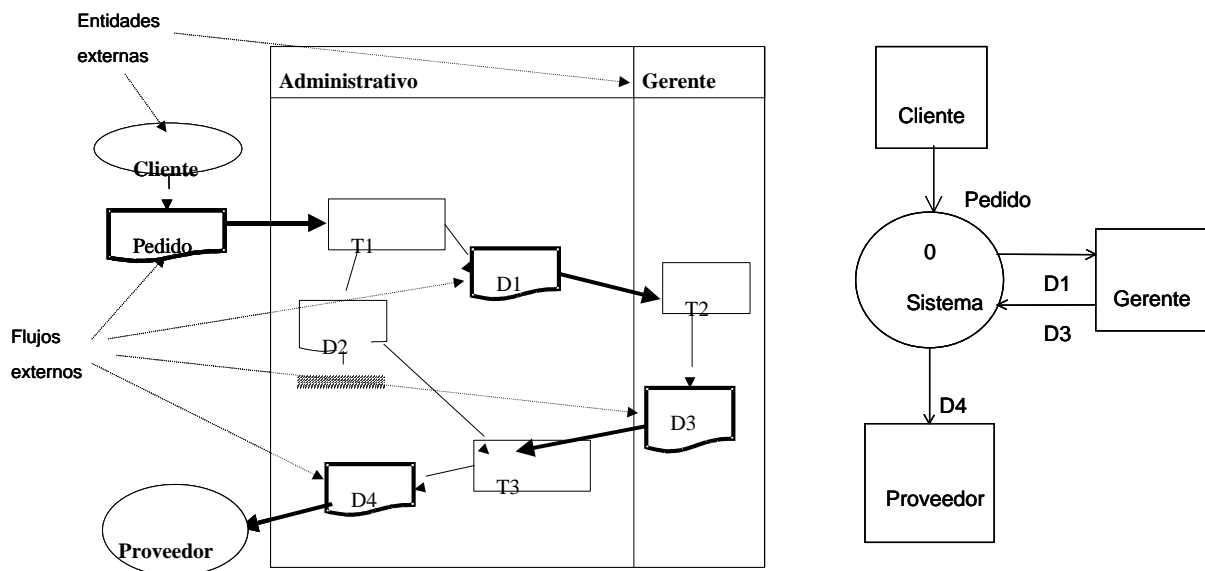 Entidades
externas
Administrativo
Gerente
Cliente
Pedido
T1
D1
T2
D2
D3
T3
D4
Proveedor
Flujos
externos
Cliente
Pedido
0
Sistema
D1
D3
Gerente
D4
Proveedor